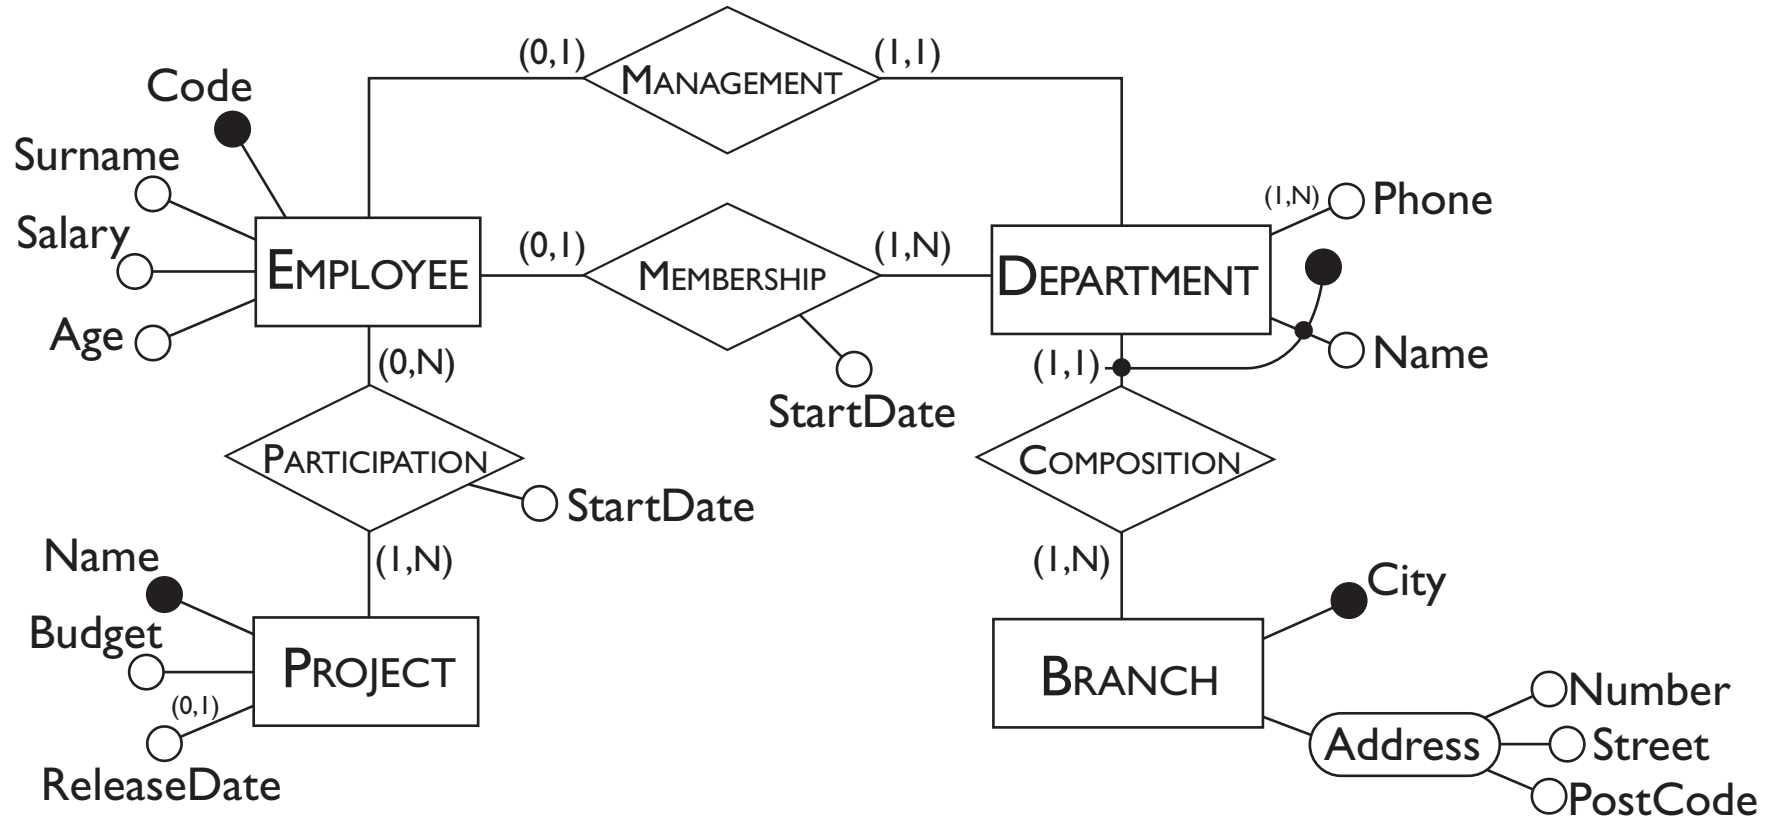 (0,1)
MANAGEMENT
(1,1)
Code
Surname
Salary
Age
EMPLOYEE
(0,1)
MEMBERSHIP
(1,N)
StartDate
DEPARTMENT
(1,N)
Phone
Name
(0,N)
PARTICIPATION
StartDate
(1,N)
(1,1)
COMPOSITION
(1,N)
Name
Budget
(0,1)
ReleaseDate
PROJECT
BRANCH
City
Address
Number
Street
PostCode